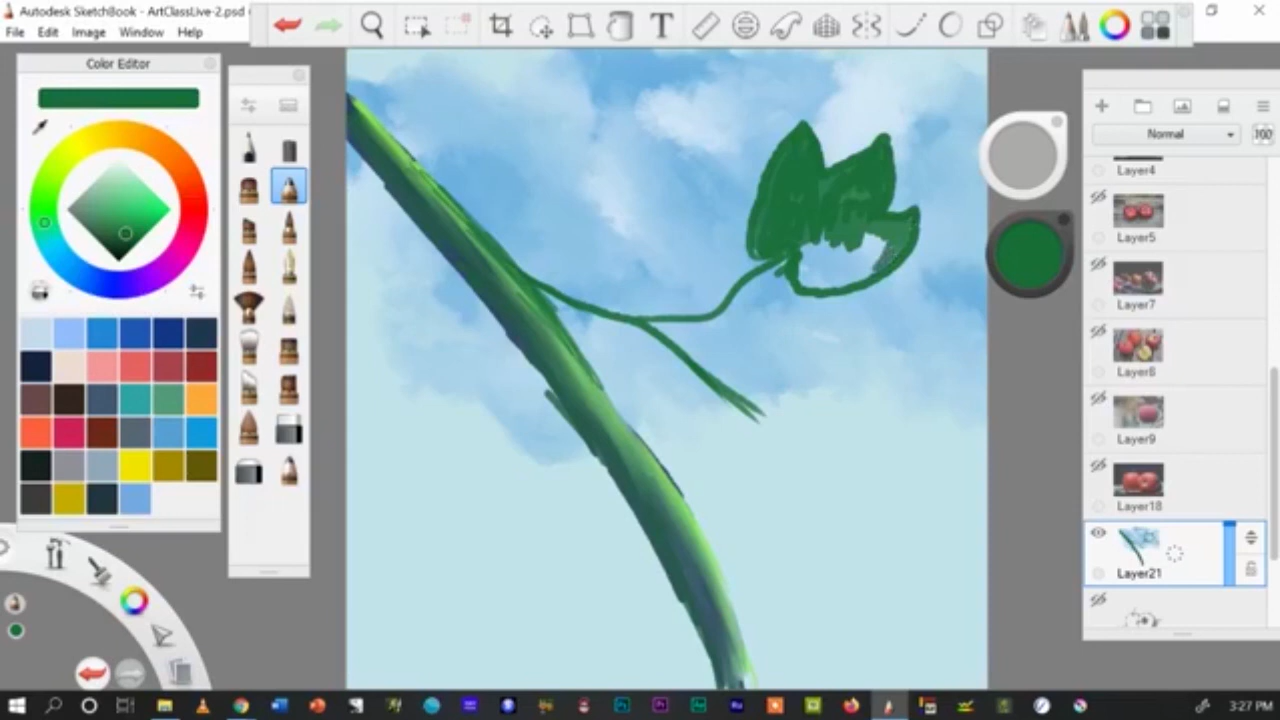 Autodesk SketchBook - ArtClassLive-2.psd
File Edit Image Window Help
Color Editor
T
Normal
100
Layer4
Layer5
Layer7
Layer8
Layer9
Layer18
Layer21
3:27 PM